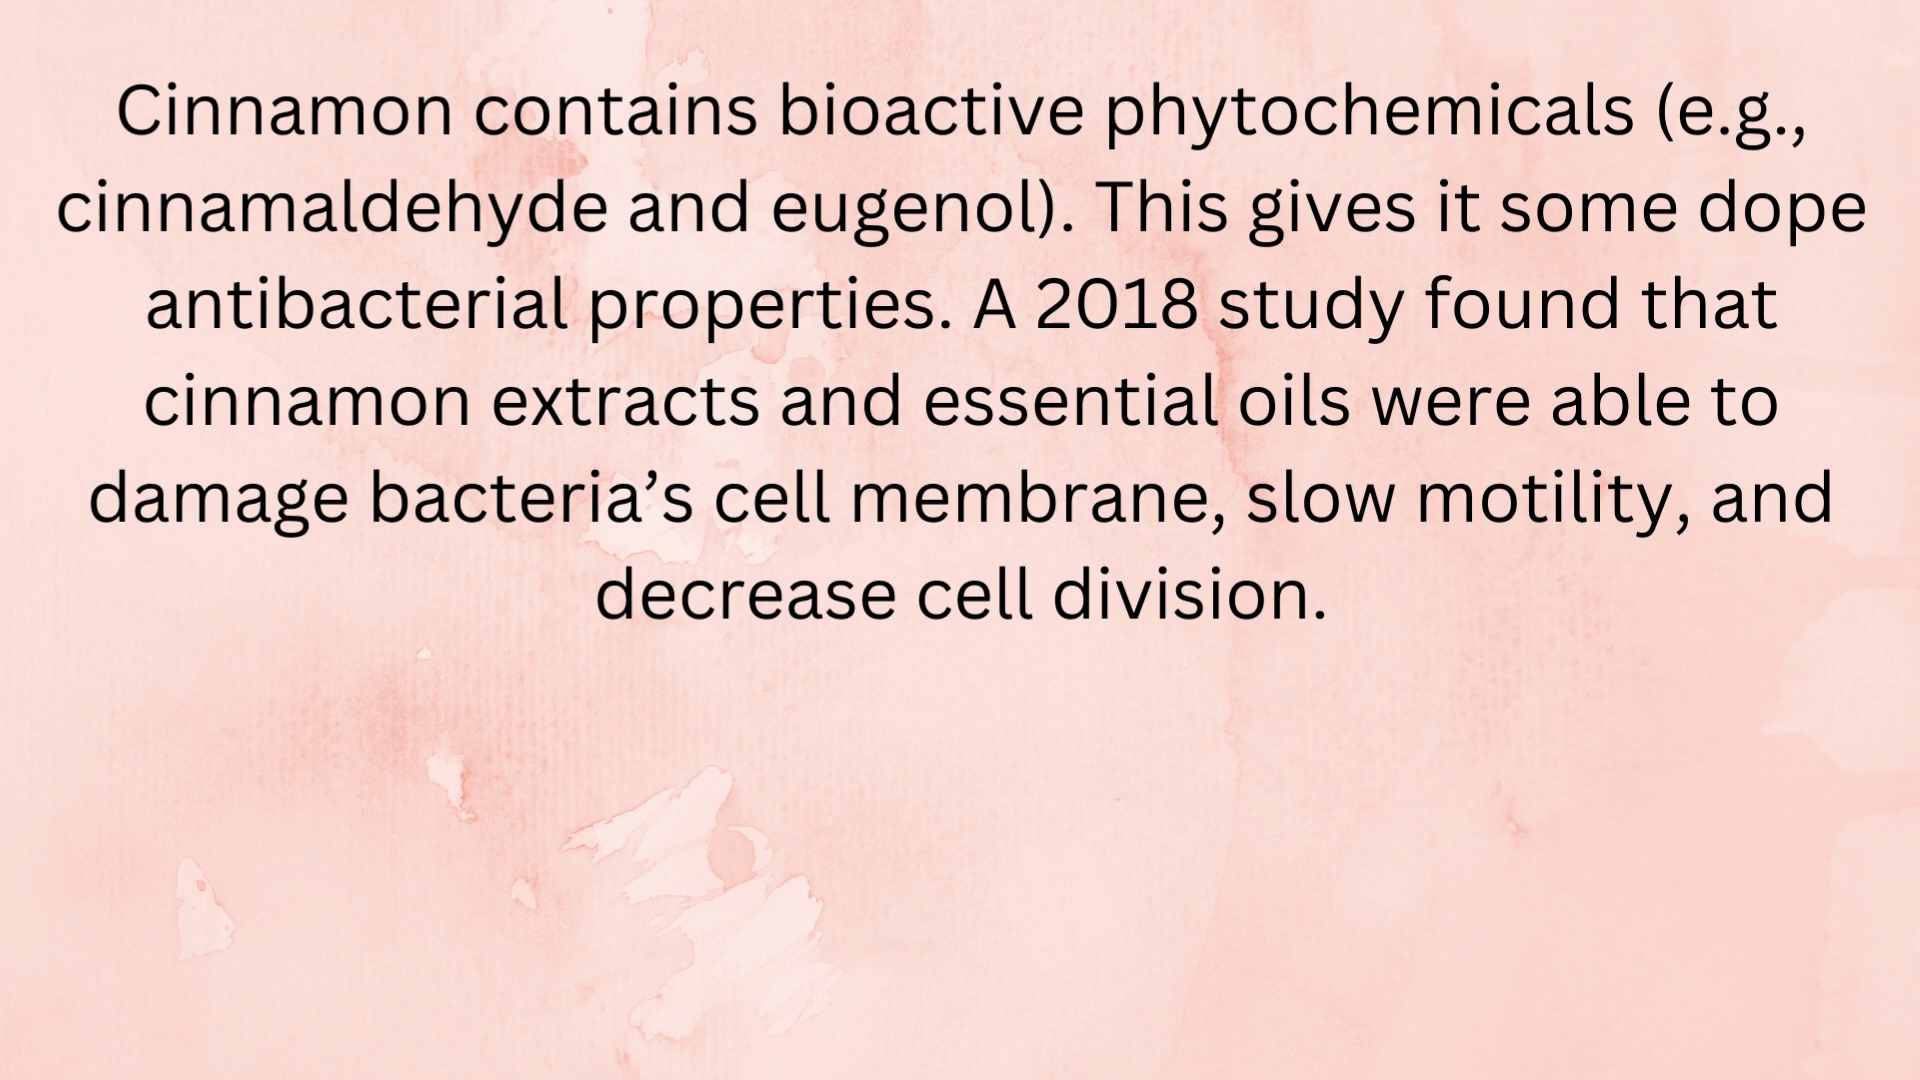 Cinnamon contains bioactive phytochemicals (e.g.,
cinnamaldehyde and eugenol). This gives it some dope
antibacterial properties. A 2018 study found that
cinnamon extracts and essential oils were able to
damage bacteria’s cell membrane, slow motility, and
decrease cell division.